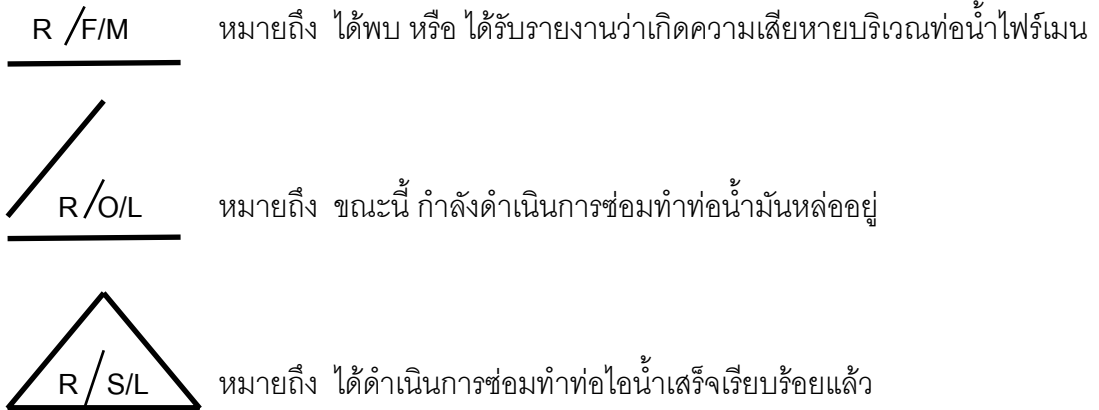 R /F/M หมายถึง ได้พบ หรือ ได้รับรายงานว่าเกิดความเสียหายบริเวณท่อน้ำไฟร์เมน
R /O/L หมายถึง ขณะนี้ กำลังดำเนินการซ่อมทำท่อน้ำมันหล่ออยู่
R / S/L หมายถึง ได้ดำเนินการซ่อมทำท่อไอน้ำเสร็จเรียบร้อยแล้ว